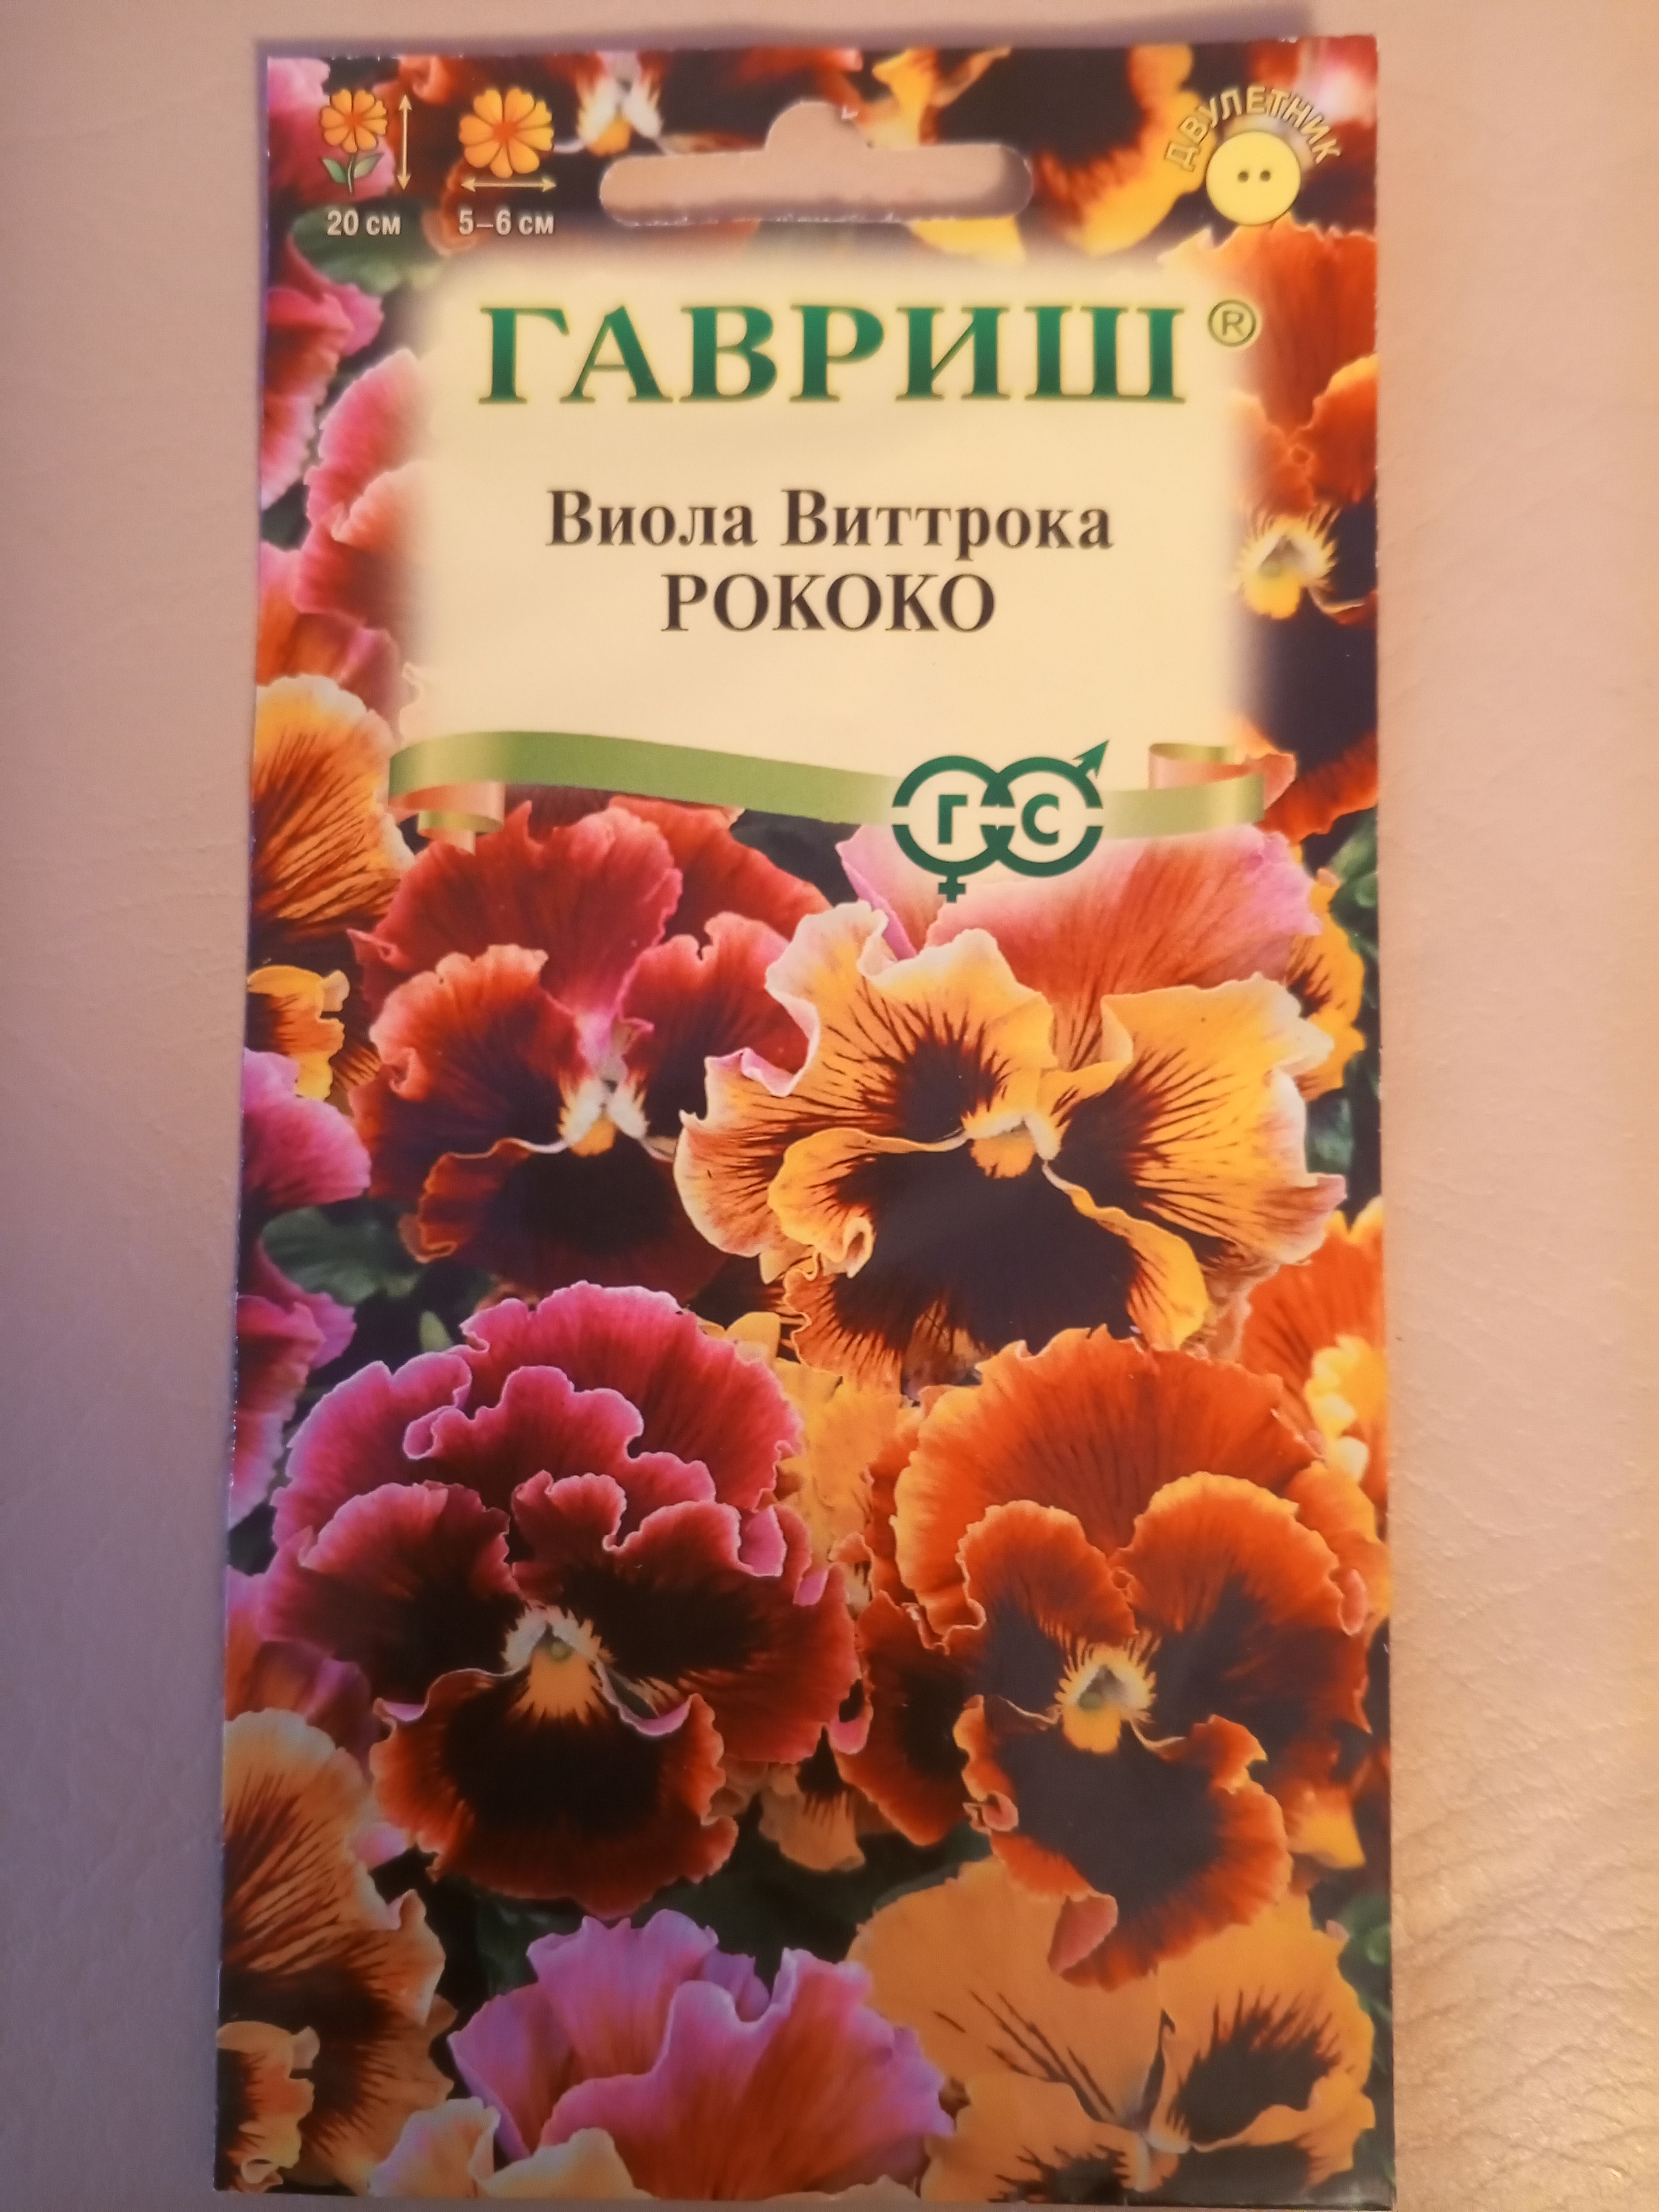 ДВУЛЕТНИК
20 см 5–6 см
ГАВРИШ®
Виола Виттрока
РОКОКО
Г С